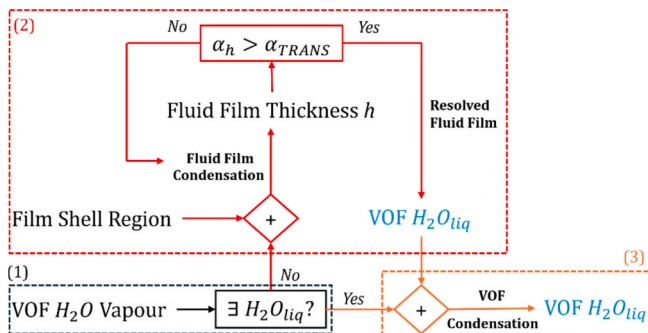 (2)
No
α_h > α_TRANS
Yes
Fluid Film Thickness h
Resolved
Fluid Film
Fluid Film
Condensation
Film Shell Region
+
VOF H₂O_liq
(1)
No
(3)
VOF H₂O Vapour
∃ H₂O_liq?
Yes
+
VOF
Condensation
VOF H₂O_liq